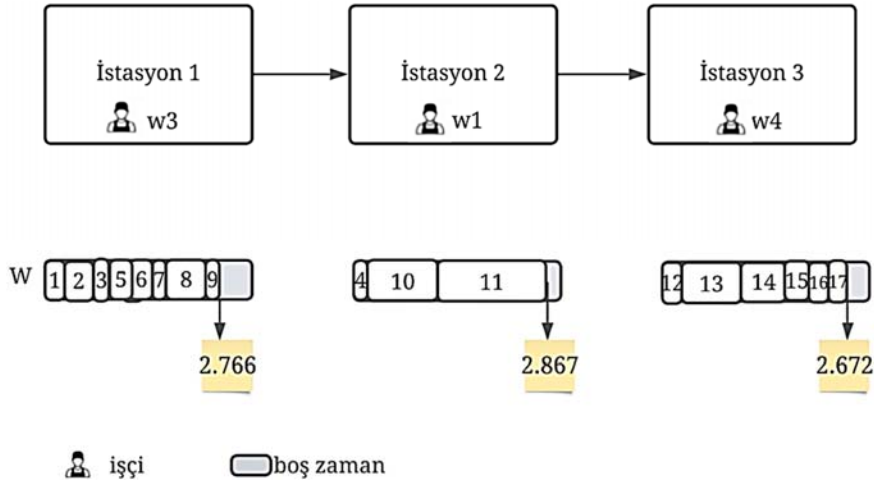 İstasyon 1 İstasyon 2 İstasyon 3
w3 w1 w4
W 1 2 3 5 6 7 8 9 4 10 11 12 13 14 15 16 17
2.766 2.867 2.672
işçi boş zaman